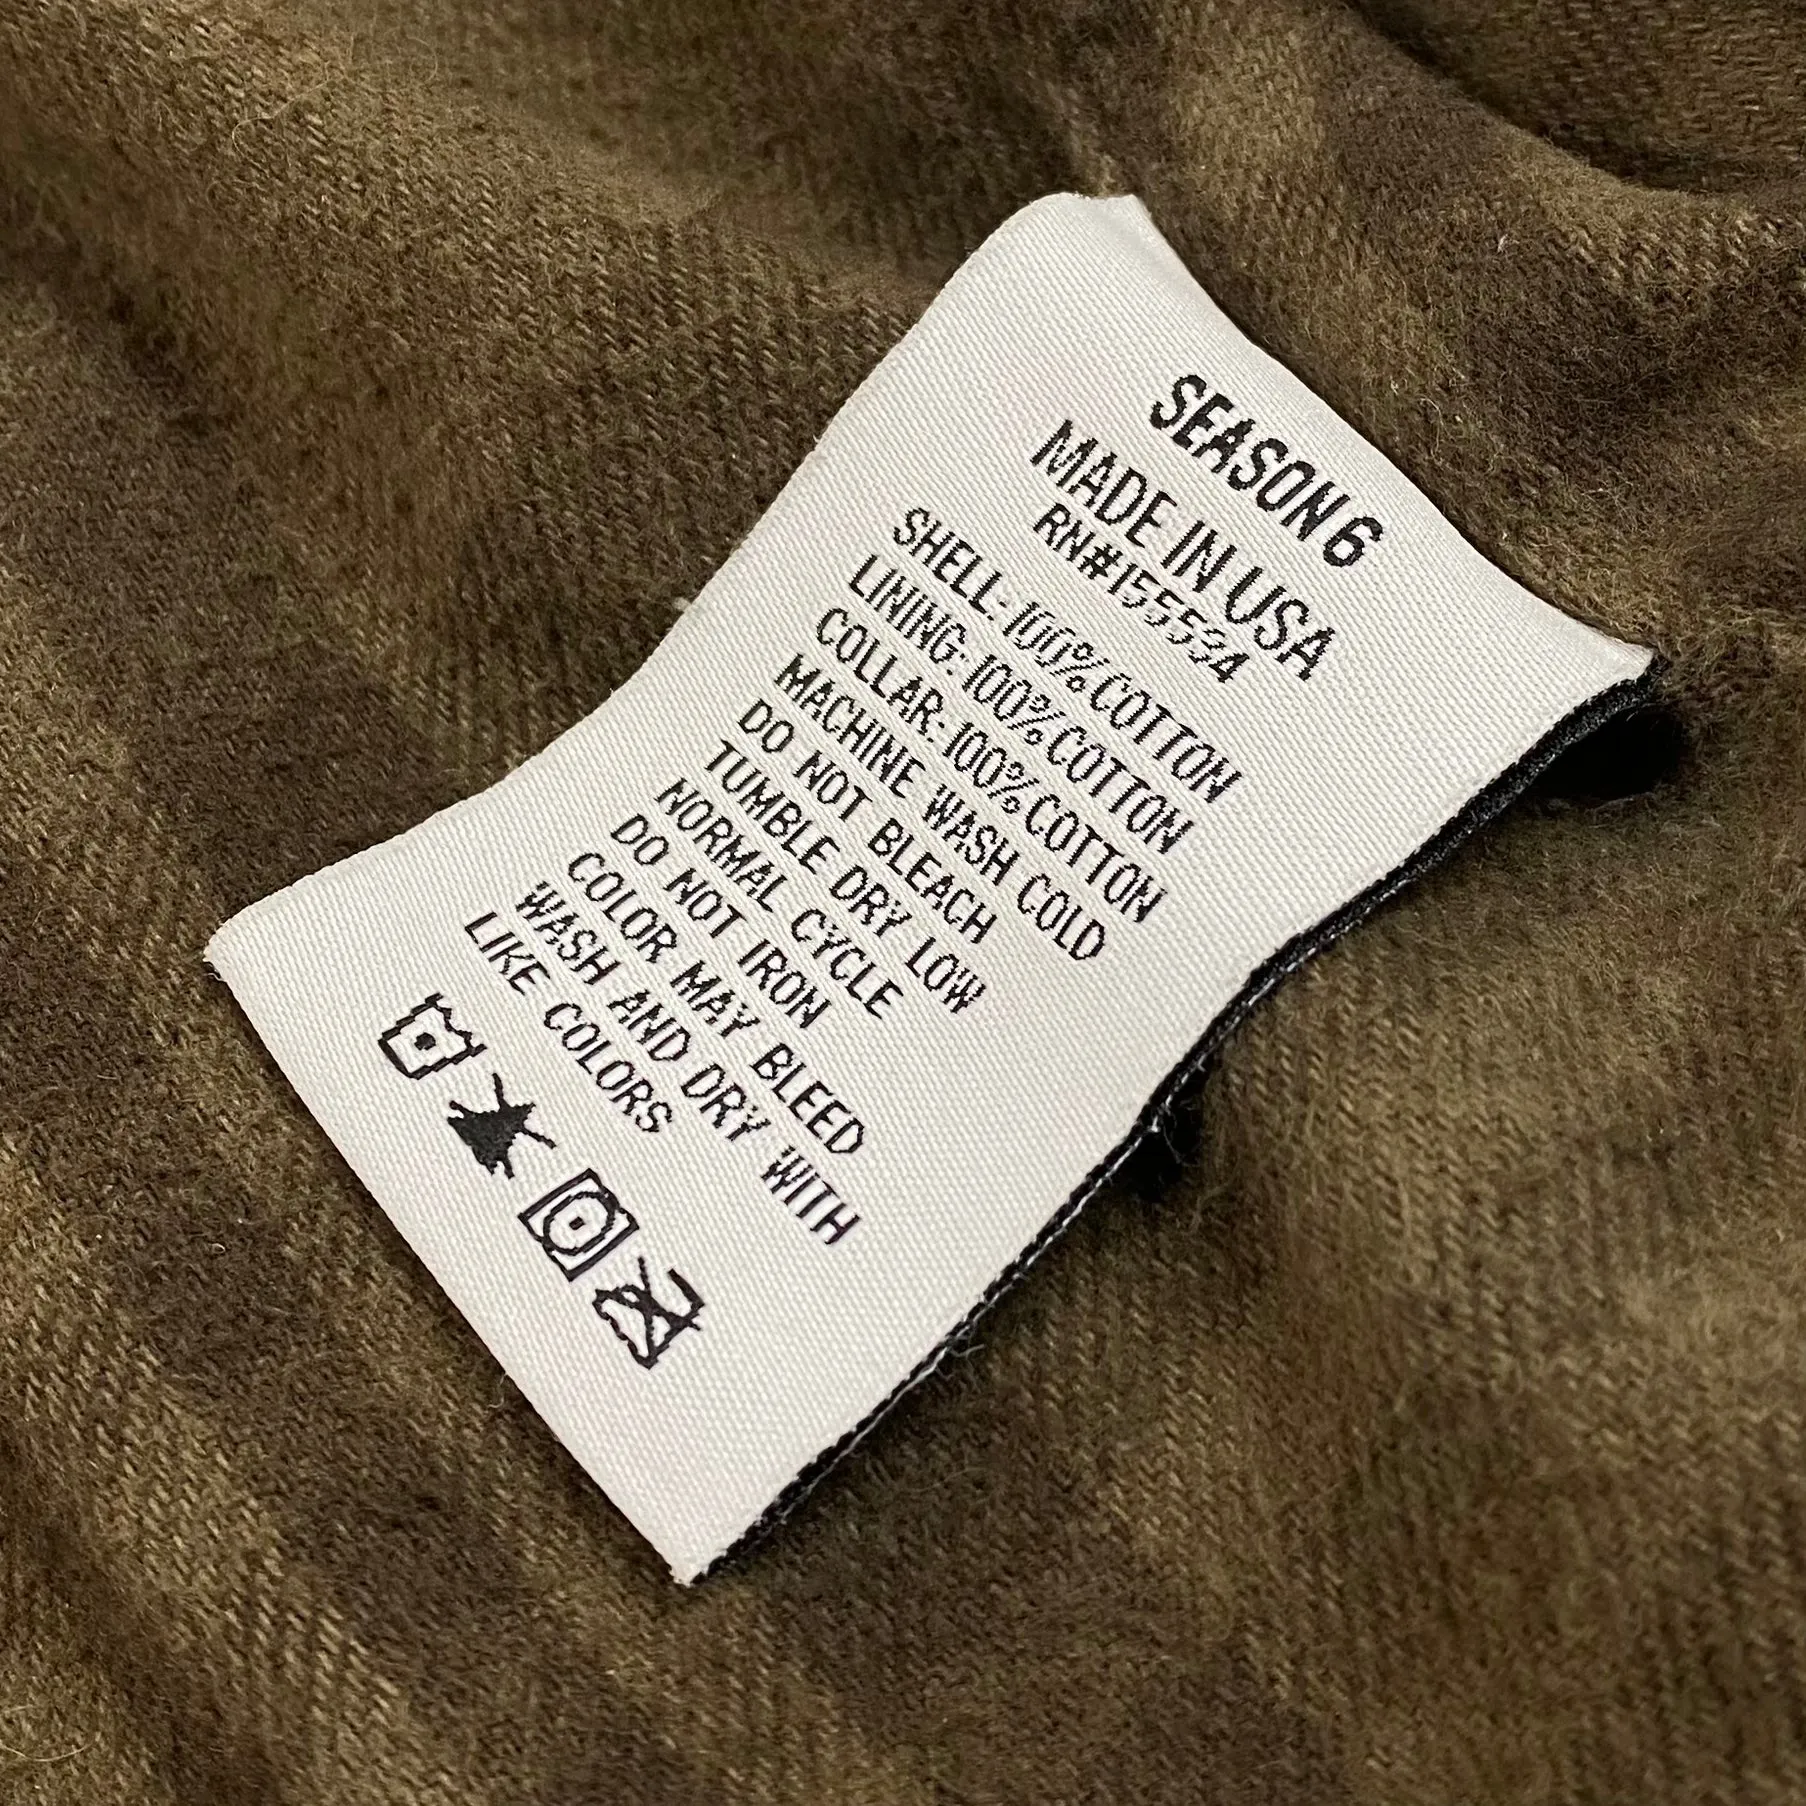 SEASON 6
MADE IN USA
RN#155534
SHELL: 100% COTTON
LINING: 100% COTTON
COLLAR: 100% COTTON
MACHINE WASH COLD
DO NOT BLEACH
TUMBLE DRY LOW
NORMAL CYCLE
DO NOT IRON
COLOR MAY BLEED
WASH AND DRY WITH
LIKE COLORS